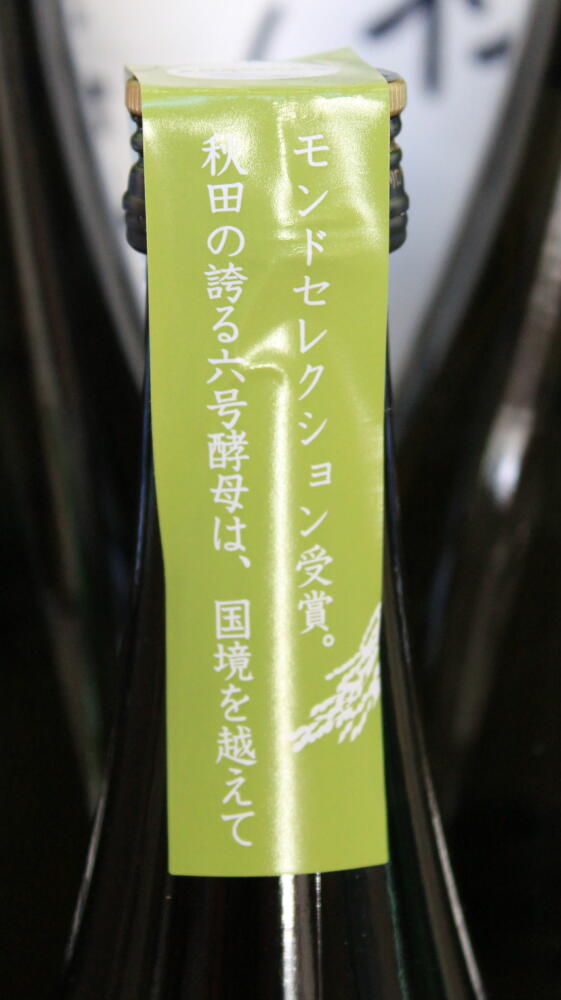 秋田の誇る六号酵母は、　国境を越えて
モンドセレクション受賞。